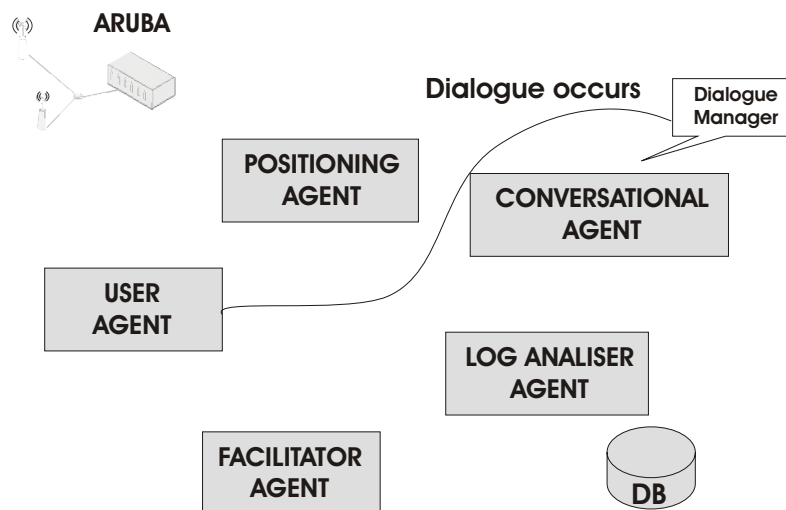 ARUBA
Dialogue occurs
Dialogue
Manager
POSITIONING
AGENT
CONVERSATIONAL
AGENT
USER
AGENT
LOG ANALISER
AGENT
FACILITATOR
AGENT
DB